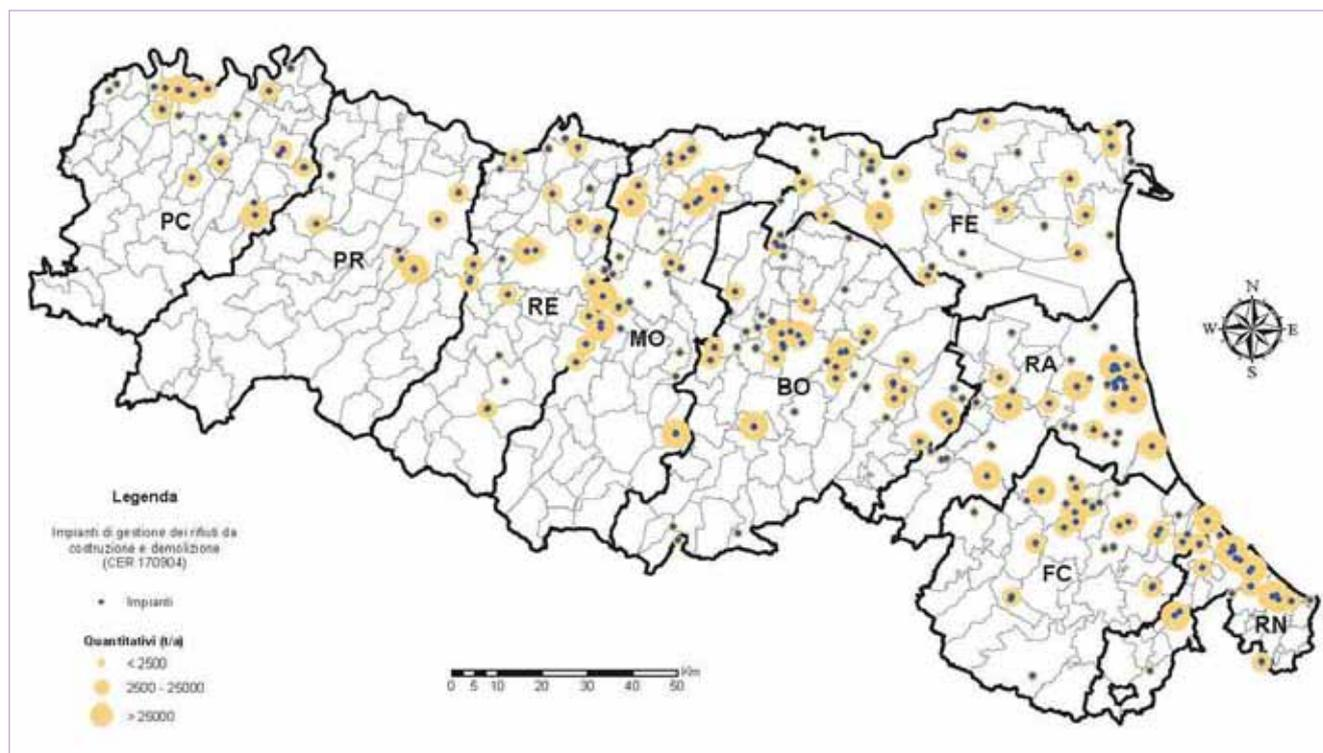 PC
PR
RE
MO
BO
FE
RA
FC
RN
N
W E
S
Legenda
Impianti di gestione dei rifiuti da
costruzione e demolizione
(CER 170904)
Impianti
Quantitativi (t/a)
< 2500
2500 - 25000
> 25000
Km
0 5 10 20 30 40 50